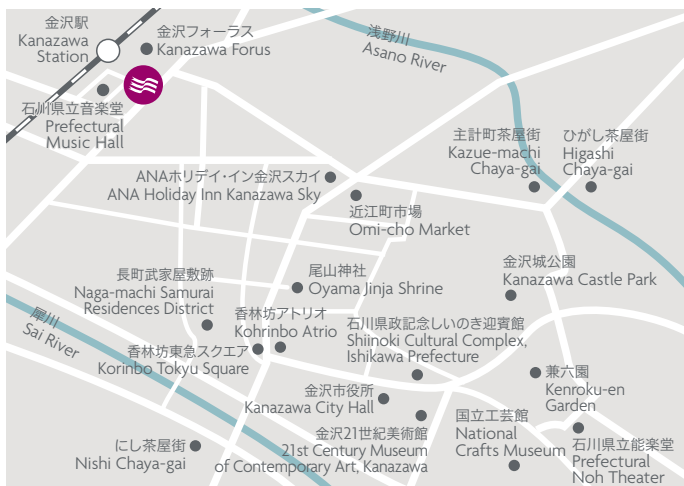 金沢駅
Kanazawa
Station
金沢フォーラス
Kanazawa Forus
浅野川
Asano River
石川県立音楽堂
Prefectural
Music Hall
主計町茶屋街
Kazue-machi
Chaya-gai
ひがし茶屋街
Higashi
Chaya-gai
ANAホリデイ・イン金沢スカイ
ANA Holiday Inn Kanazawa Sky
近江町市場
Omi-cho Market
金沢城公園
Kanazawa Castle Park
尾山神社
Oyama Jinja Shrine
長町武家屋敷跡
Naga-machi Samurai
Residences District
犀川
Sai River
香林坊アトリオ
Kohrinbo Atrio
石川県政記念しいのき迎賓館
Shiinoki Cultural Complex,
Ishikawa Prefecture
香林坊東急スクエア
Korinbo Tokyu Square
兼六園
Kenroku-en
Garden
金沢市役所
Kanazawa City Hall
国立工芸館
National
Crafts Museum
金沢21世紀美術館
21st Century Museum
of Contemporary Art, Kanazawa
石川県立能楽堂
Prefectural
Noh Theater
にし茶屋街
Nishi Chaya-gai